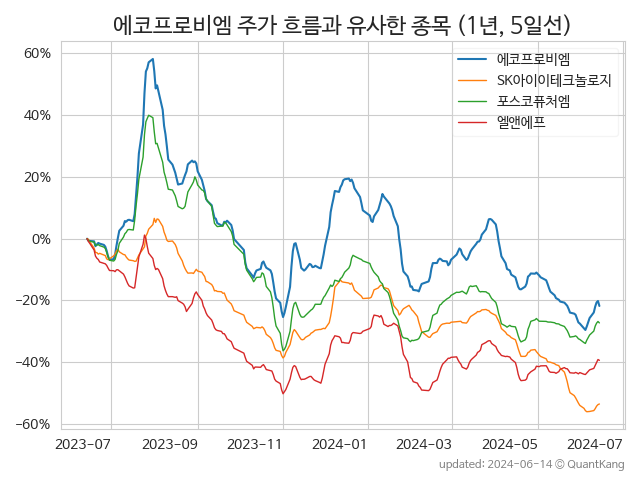 에코프로비엠 주가 흐름과 유사한 종목 (1년, 5일선)
에코프로비엠
SK아이이테크놀로지
포스코퓨처엠
엘앤에프
60%
40%
20%
0%
−20%
−40%
−60%
2023-07 2023-09 2023-11 2024-01 2024-03 2024-05 2024-07
updated: 2024-06-14 © QuantKang